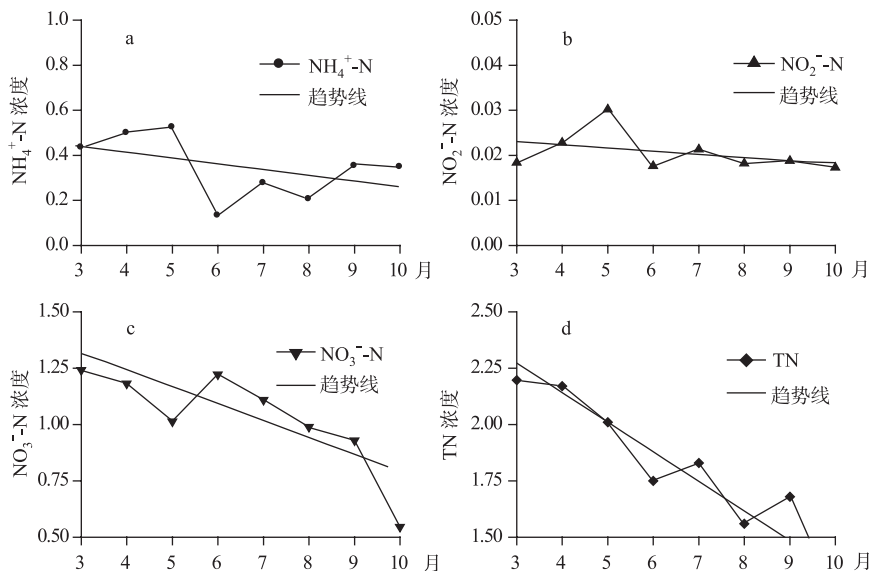 a
NH₄⁺-N
趋势线
NH₄⁺-N 浓度
1.0
0.8
0.6
0.4
0.2
0.0
3 4 5 6 7 8 9 10 月
b
NO₂⁻-N
趋势线
NO₂⁻-N 浓度
0.05
0.04
0.03
0.02
0.01
0.00
3 4 5 6 7 8 9 10 月
c
NO₃⁻-N
趋势线
NO₃⁻-N 浓度
1.50
1.25
1.00
0.75
0.50
3 4 5 6 7 8 9 10 月
d
TN
趋势线
TN 浓度
2.50
2.25
2.00
1.75
1.50
3 4 5 6 7 8 9 10 月